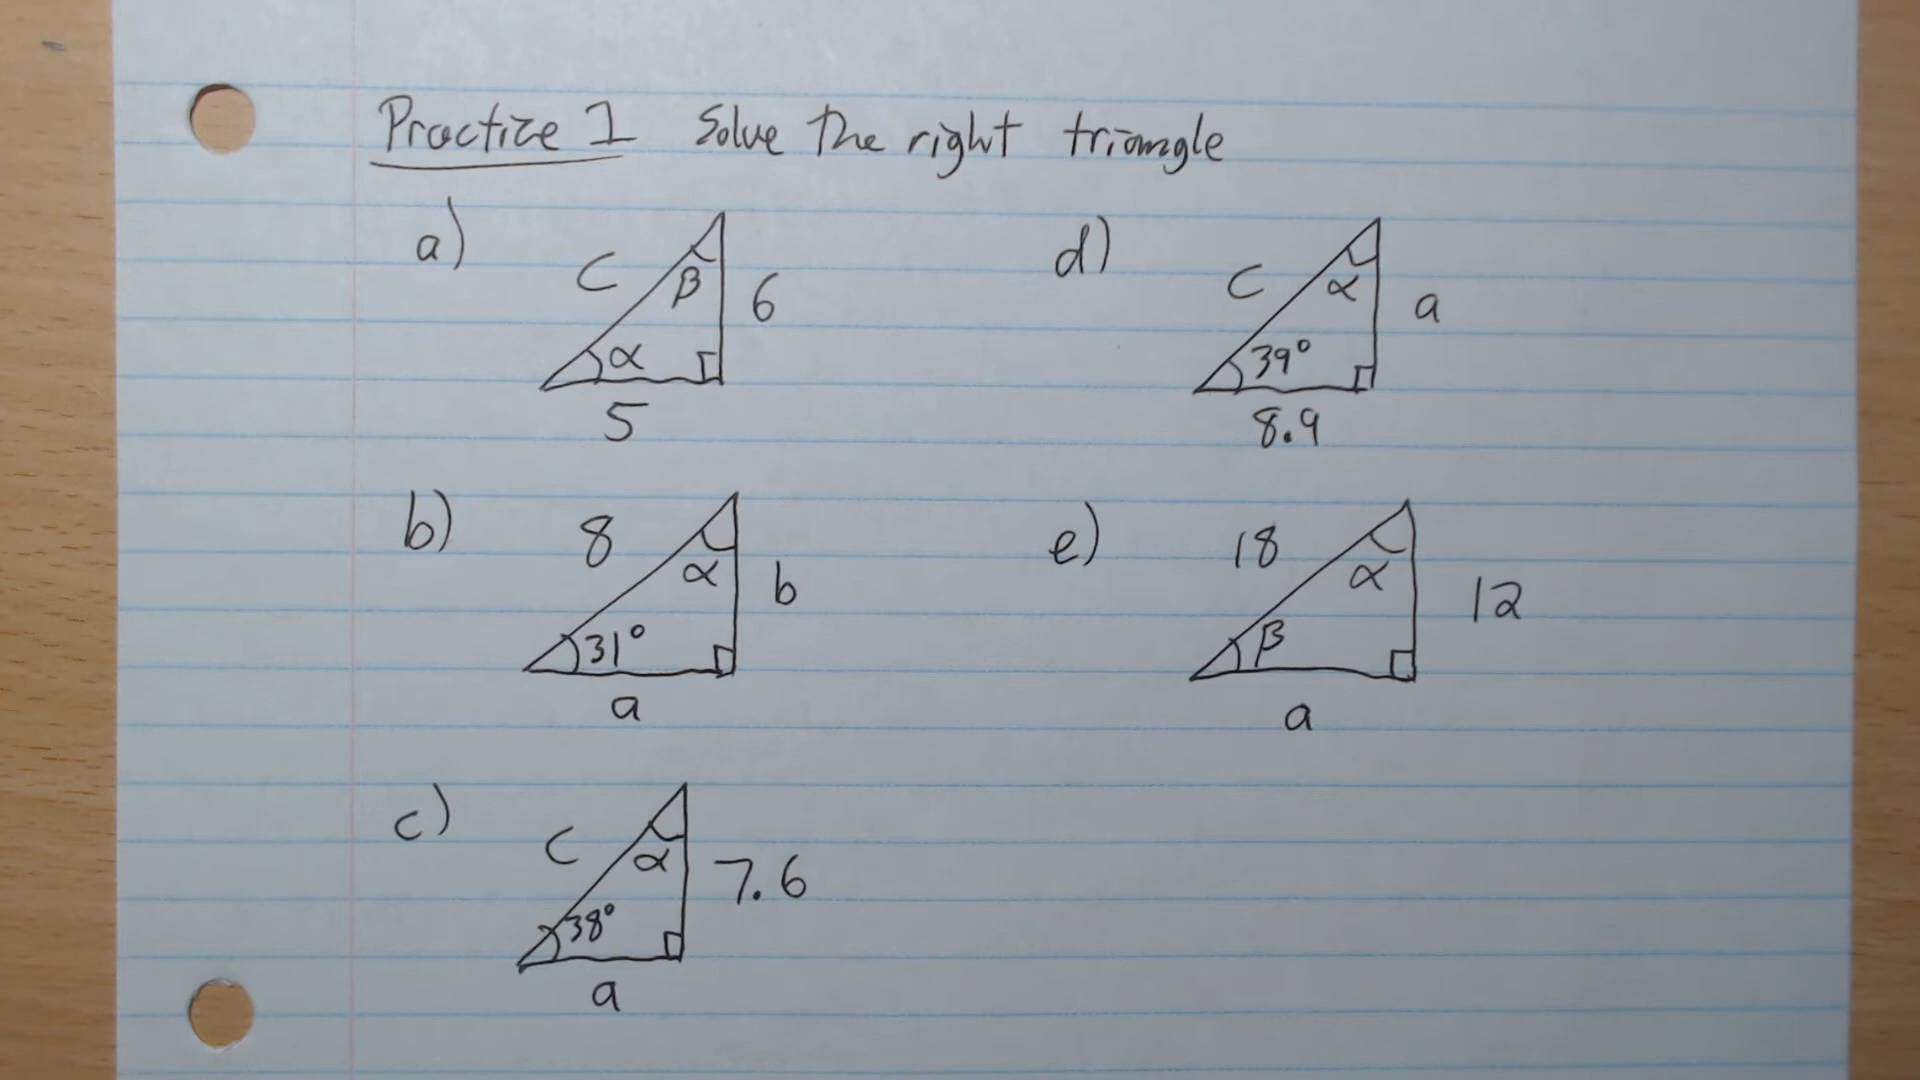 Practice 1 Solve the right triangle
a)
C
β
6
α
5
b)
8
α
b
31°
a
c)
C
α
7.6
38°
a
d)
C
α
a
39°
8.9
e)
18
α
12
β
a